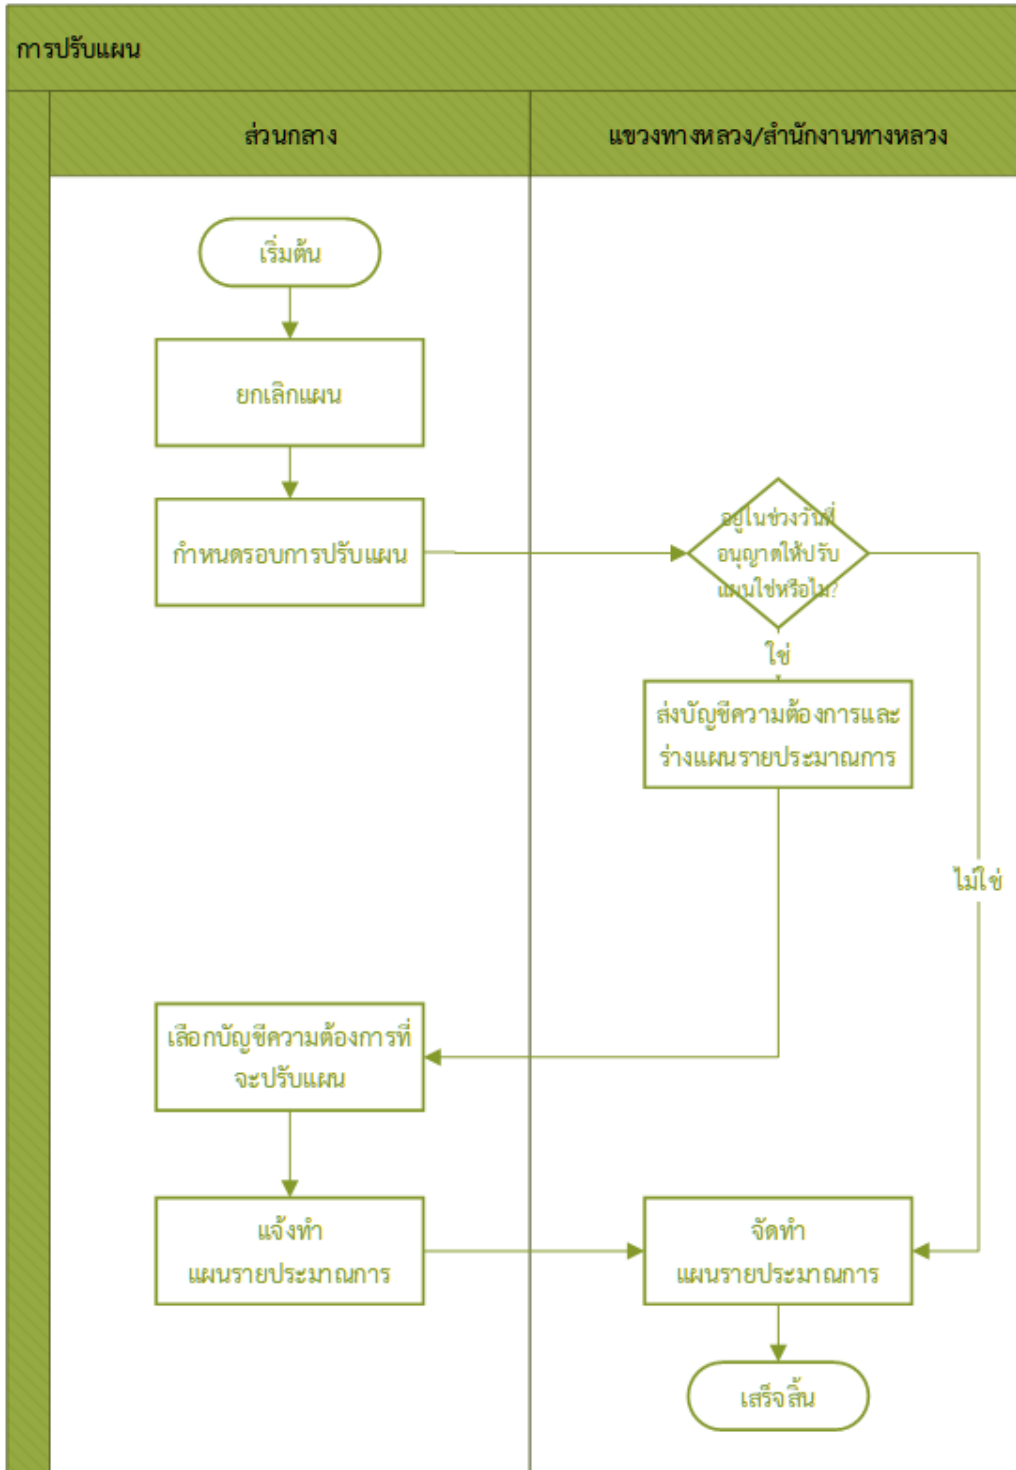 การปรับแผน
ส่วนกลาง
แขวงทางหลวง/สำนักงานทางหลวง
เริ่มต้น
ยกเลิกแผน
กำหนดรอบการปรับแผน
อยู่ในช่วงวันที่
อนุญาตให้ปรับ
แผนใช่หรือไม่?
ใช่
ส่งบัญชีความต้องการและ
ร่างแผนรายประมาณการ
ไม่ใช่
เลือกบัญชีความต้องการที่
จะปรับแผน
แจ้งทำ
แผนรายประมาณการ
จัดทำ
แผนรายประมาณการ
เสร็จสิ้น